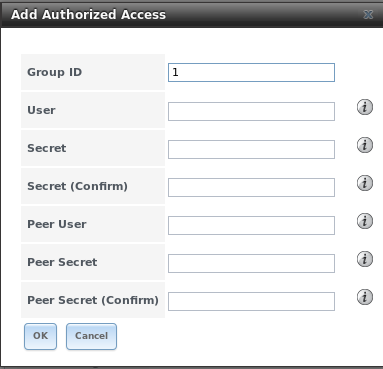 Add Authorized Access
Group ID 1
User
Secret
Secret (Confirm)
Peer User
Peer Secret
Peer Secret (Confirm)
OK Cancel